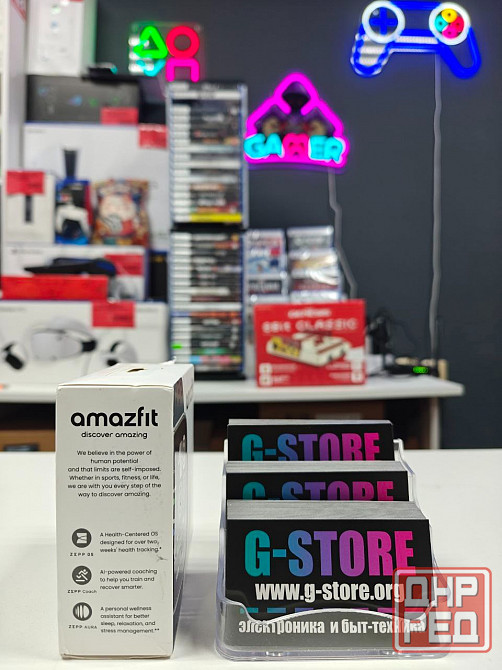 GAMER
8BIT CLASSIC
amazfit
discover amazing
We believe in the power of
human potential
and that limits are self-imposed.
Whether in sports, fitness, or life,
we are with you every step of the
way to discover amazing.
ZEPP OS
A Health-Centered OS
designed for over two
weeks' health tracking.*
ZEPP Coach
AI-powered coaching
to help you train and
recover smarter.
ZEPP AURA
A personal wellness
assistant for better
sleep, relaxation, and
stress management.**
G-STORE
G-STORE
G-STORE
www.g-store.org
электроника и быт-техника
ДНР
РЕД